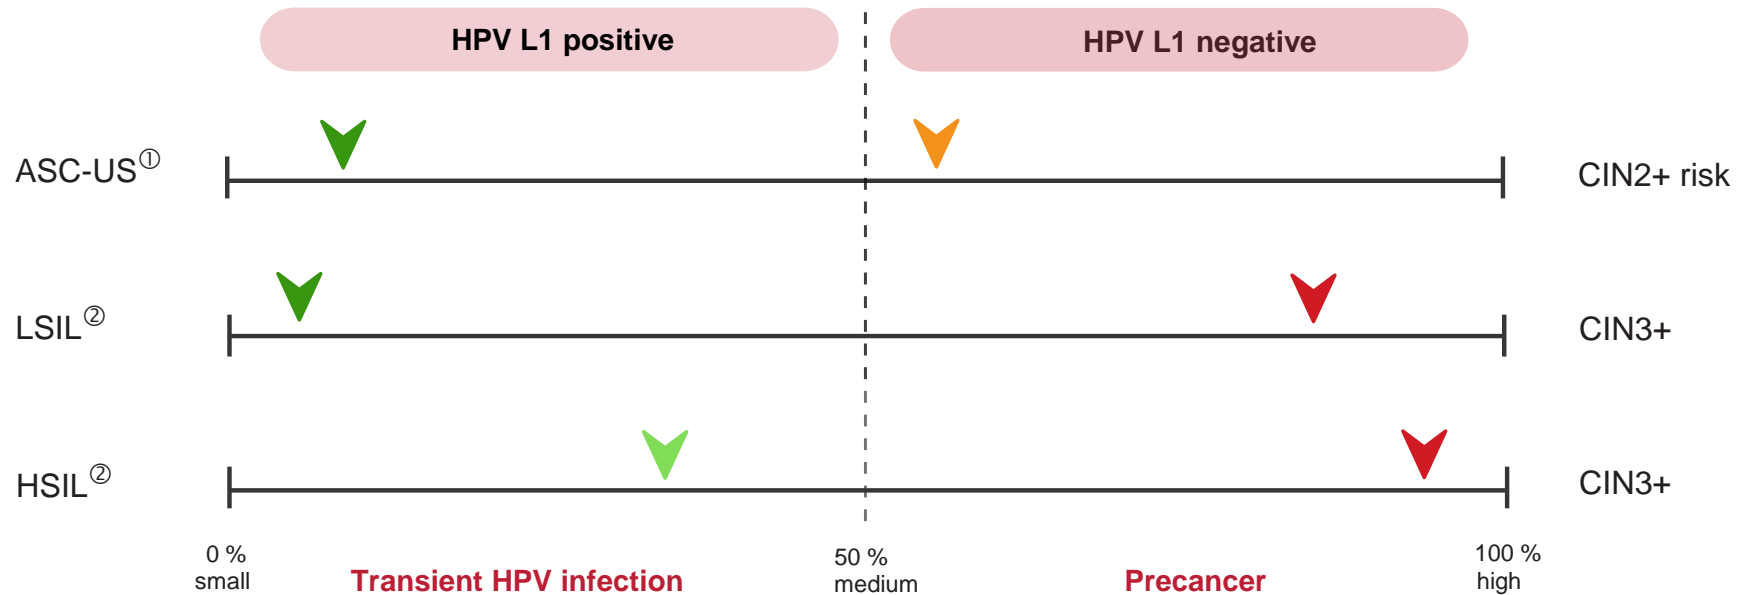 HPV L1 positive
HPV L1 negative
ASC-US①
CIN2+ risk
LSIL②
CIN3+
HSIL②
CIN3+
0 %
small
Transient HPV infection
50 %
medium
Precancer
100 %
high